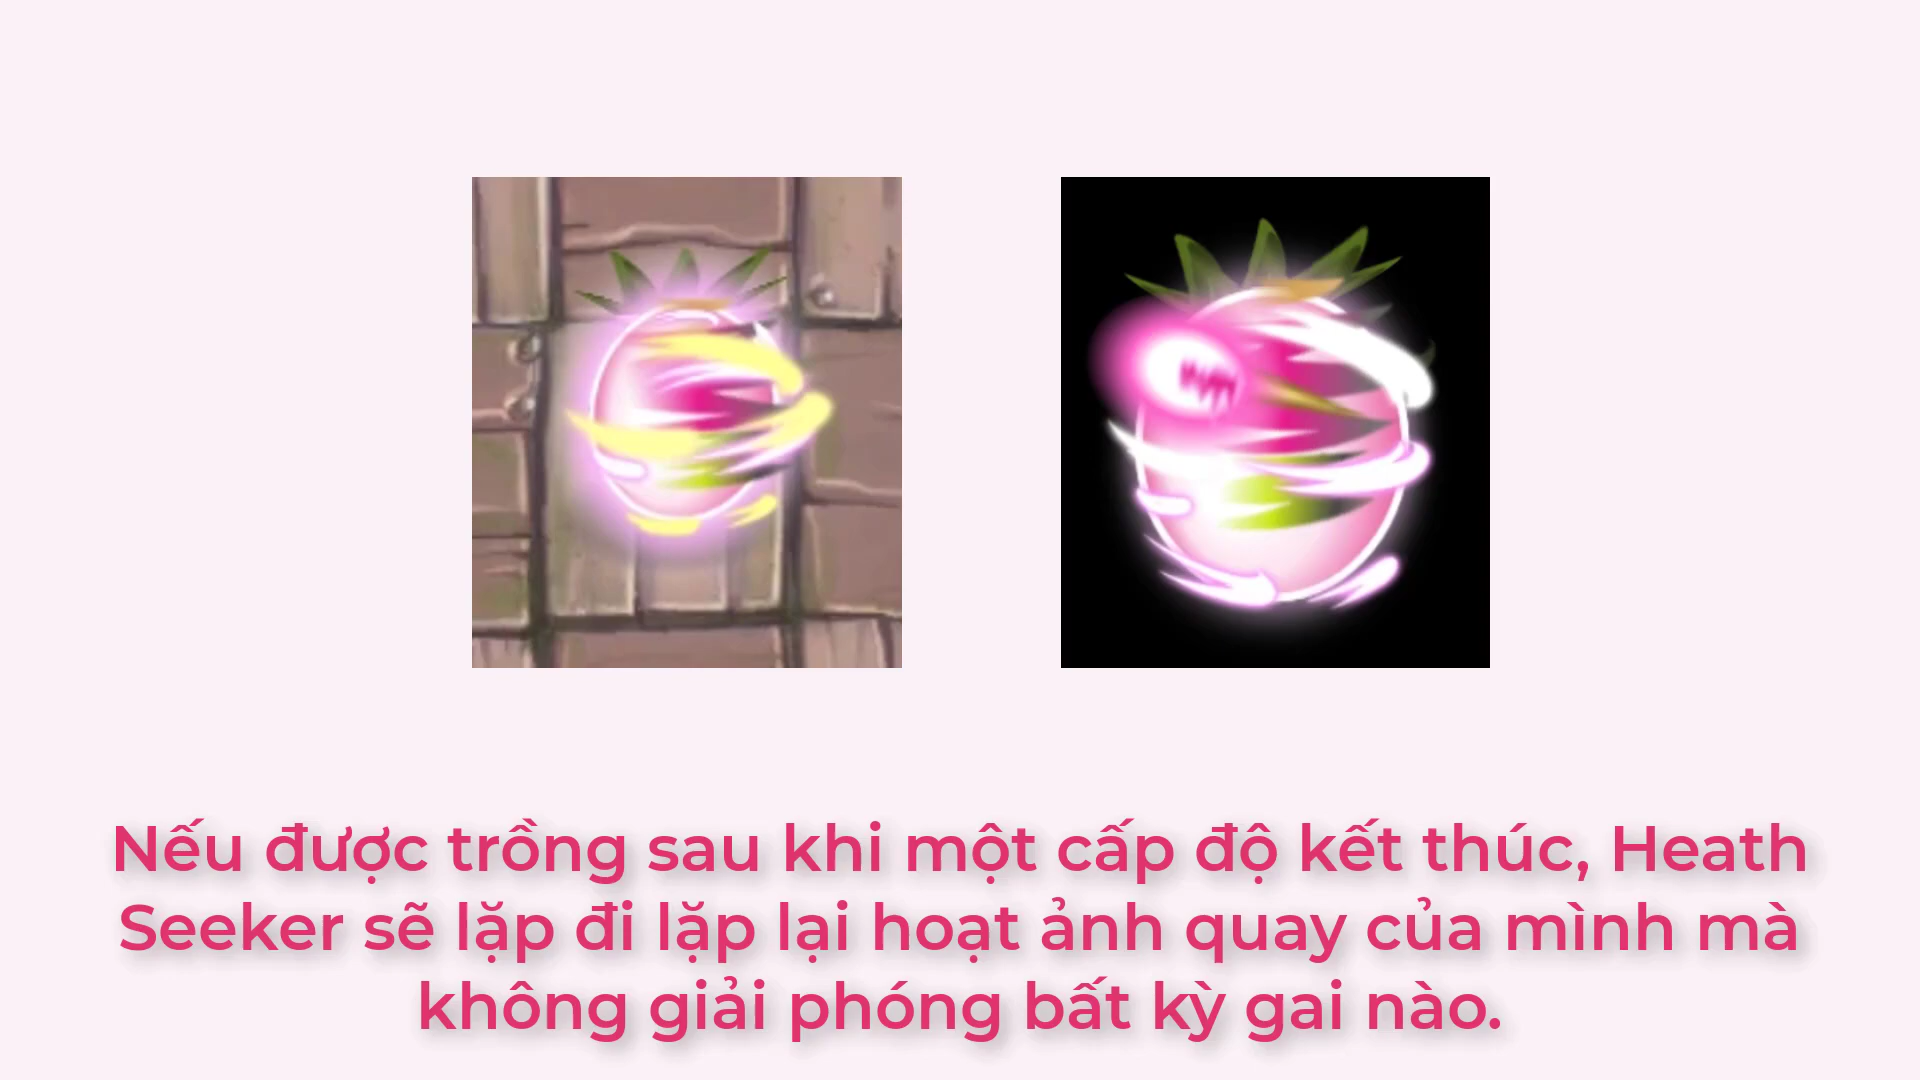 Nếu được trồng sau khi một cấp độ kết thúc, Heath
Seeker sẽ lặp đi lặp lại hoạt ảnh quay của mình mà
không giải phóng bất kỳ gai nào.